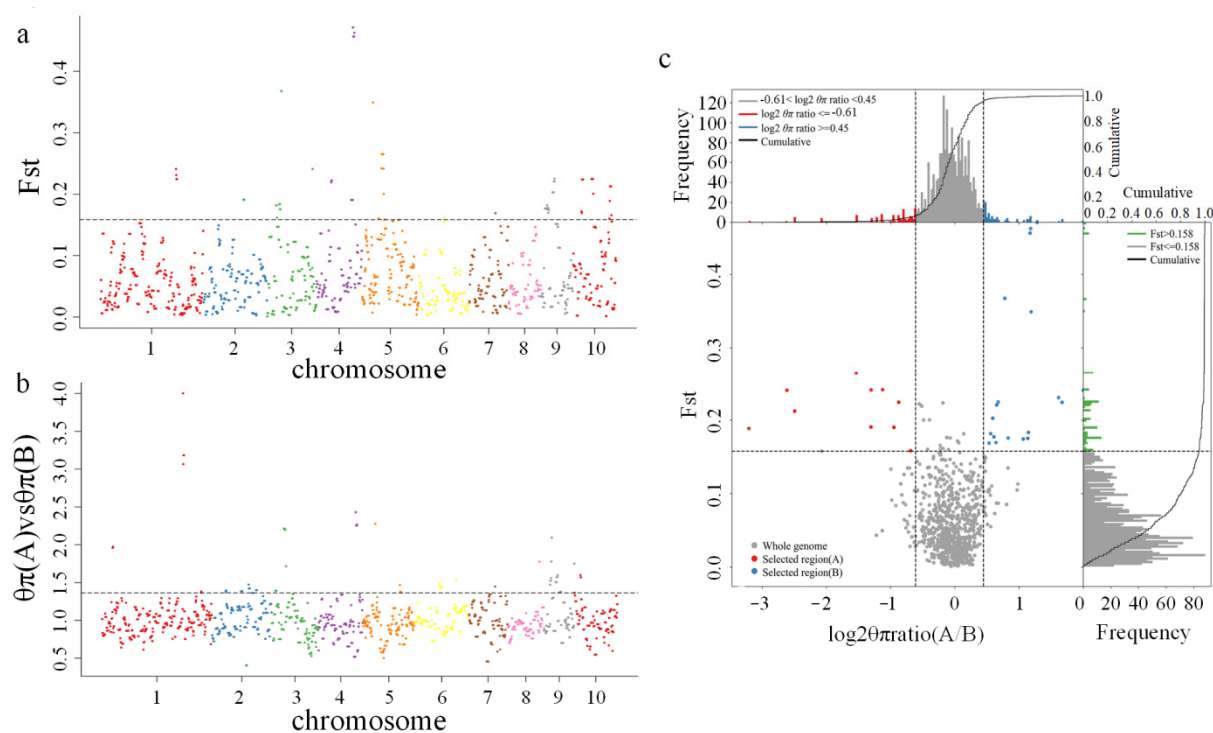 a
Fst
0.4
0.3
0.2
0.1
0.0
1 2 3 4 5 6 7 8 9 10
chromosome
b
θπ(A)vsθπ(B)
4.0
3.5
3.0
2.5
2.0
1.5
1.0
0.5
1 2 3 4 5 6 7 8 9 10
chromosome
c
Frequency
120
100
80
60
40
20
0
-0.61< log2 θπ ratio <0.45
log2 θπ ratio <=-0.61
log2 θπ ratio >=0.45
Cumulative
1.0
0.8
0.6
0.4
0.2
0
Cumulative
Cumulative
0 0.2 0.4 0.6 0.8 1.0
Fst>0.158
Fst<=0.158
Cumulative
Fst
0.4
0.3
0.2
0.1
0.0
Whole genome
Selected region(A)
Selected region(B)
−3 −2 −1 0 1
log2θπratio(A/B)
0 20 40 60 80
Frequency